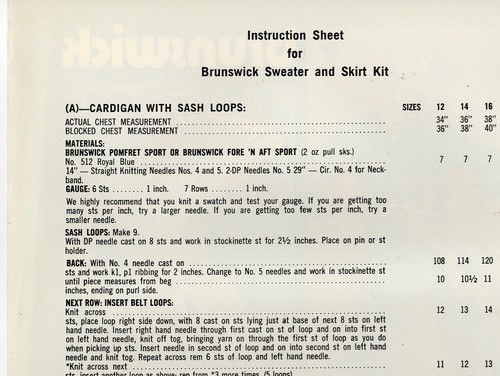 Instruction Sheet
for
Brunswick Sweater and Skirt Kit
(A)—CARDIGAN WITH SASH LOOPS: SIZES 12 14 16
ACTUAL CHEST MEASUREMENT 34" 36" 38"
BLOCKED CHEST MEASUREMENT 36" 38" 40"
MATERIALS:
BRUNSWICK POMFRET SPORT OR BRUNSWICK FORE 'N AFT SPORT (2 oz pull sks.)
No. 512 Royal Blue 7 7 7
14" — Straight Knitting Needles Nos. 4 and 5. 2-DP Needles No. 5 29" — Cir. No. 4 for Neck-
band.
GAUGE: 6 Sts ........ 1 inch. 7 Rows ........ 1 inch.
We highly recommend that you knit a swatch and test your gauge. If you are getting too
many sts per inch, try a larger needle. If you are getting too few sts per inch, try a
smaller needle.
SASH LOOPS: Make 9.
With DP needle cast on 8 sts and work in stockinette st for 2½ inches. Place on pin or st
holder.
BACK: With No. 4 needle cast on 108 114 120
sts and work k1, p1 ribbing for 2 inches. Change to No. 5 needles and work in stockinette st
until piece measures from beg 10 10½ 11
inches, ending on purl side.
NEXT ROW: INSERT BELT LOOPS:
Knit across 12 13 14
sts, place loop right side down, with 8 cast on sts lying just at base of next 8 sts on left
hand needle. Insert right hand needle through first cast on st of loop and on into first st
on left hand needle, knit off tog, bringing yarn on through the first of loop as you do
when picking up sts. Insert needle in second st of loop and on into second st on left hand
needle and knit tog. Repeat across rem 6 sts of loop and left hand needle.
*Knit across next 11 12 13
sts, insert another loop as above; rep from *3 more times, (5 loops)